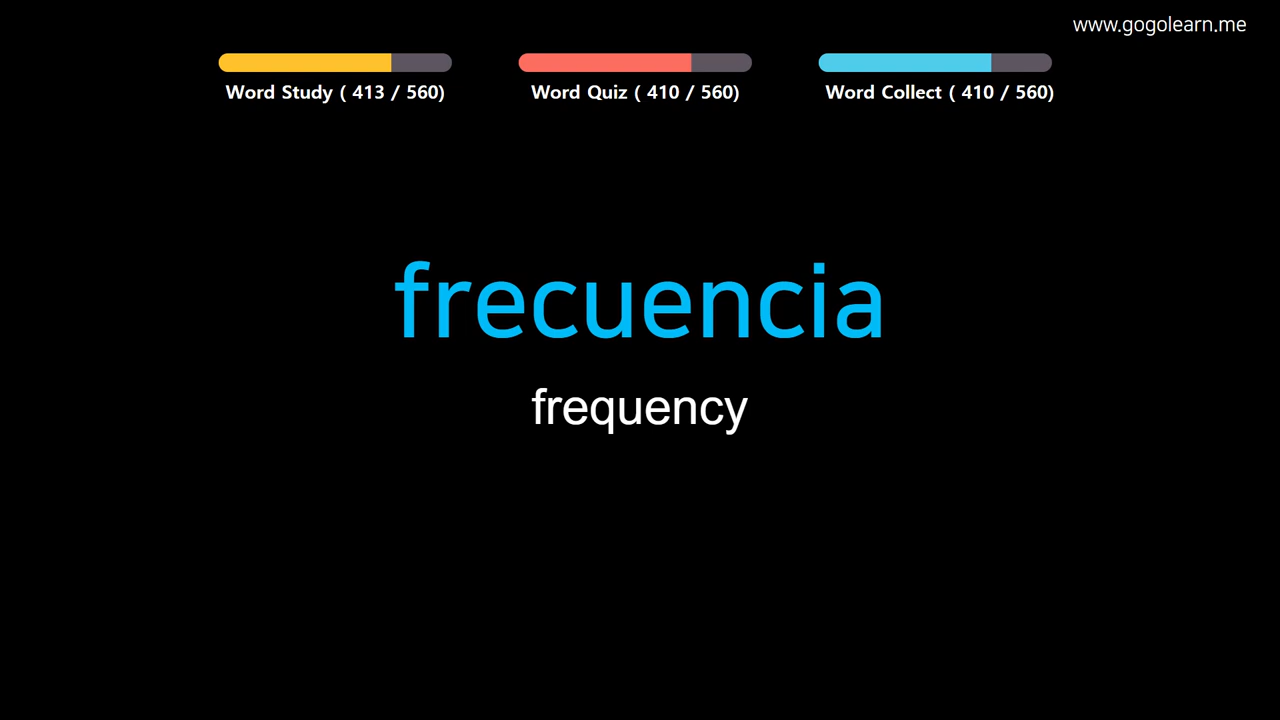 www.gogolearn.me
Word Study ( 413 / 560)
Word Quiz ( 410 / 560)
Word Collect ( 410 / 560)
frecuencia
frequency